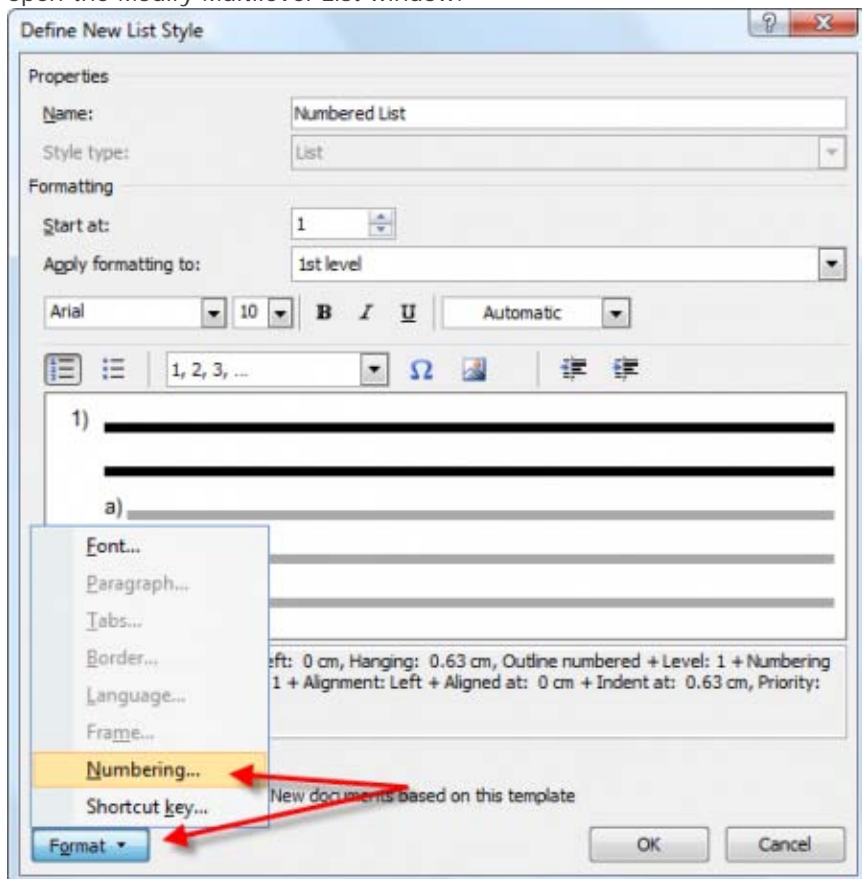 Define New List Style
Properties
Name: Numbered List
Style type: List
Formatting
Start at: 1
Apply formatting to: 1st level
Arial 10 B I U Automatic
1, 2, 3, ... Ω
1)
a)
Font...
Paragraph...
Tabs...
Border...
Language...
Frame...
Numbering...
Shortcut key...
0 cm, Hanging: 0.63 cm, Outline numbered + Level: 1 + Numbering
1 + Alignment: Left + Aligned at: 0 cm + Indent at: 0.63 cm, Priority:
New documents based on this template
Format OK Cancel